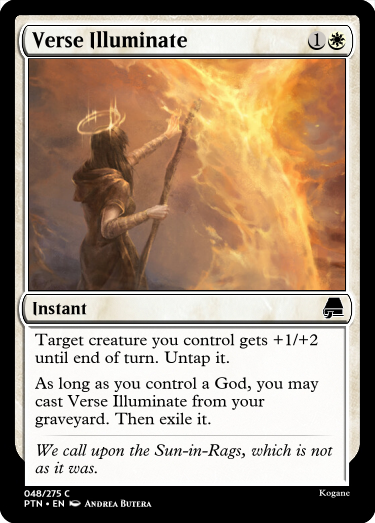 Verse Illuminate
1
Instant
Target creature you control gets +1/+2
until end of turn. Untap it.
As long as you control a God, you may
cast Verse Illuminate from your
graveyard. Then exile it.
We call upon the Sun-in-Rags, which is not
as it was.
048/275 C
Kogane
PTN • EN Andrea Butera